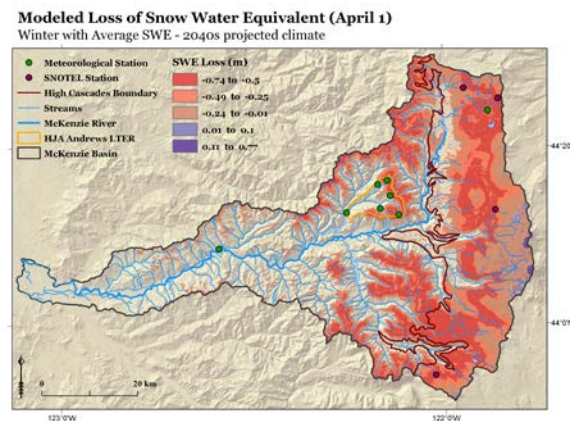 Modeled Loss of Snow Water Equivalent (April 1)
Winter with Average SWE - 2040s projected climate
Meteorological Station
SNOTEL Station
High Cascades Boundary
Streams
McKenzie River
HJA Andrews LTER
McKenzie Basin
SWE Loss (m)
-0.74 to -0.5
-0.49 to -0.25
-0.24 to -0.01
0.01 to 0.1
0.11 to 0.77
44°20
44°0'
0
20 km
123°0'W
122°0'W